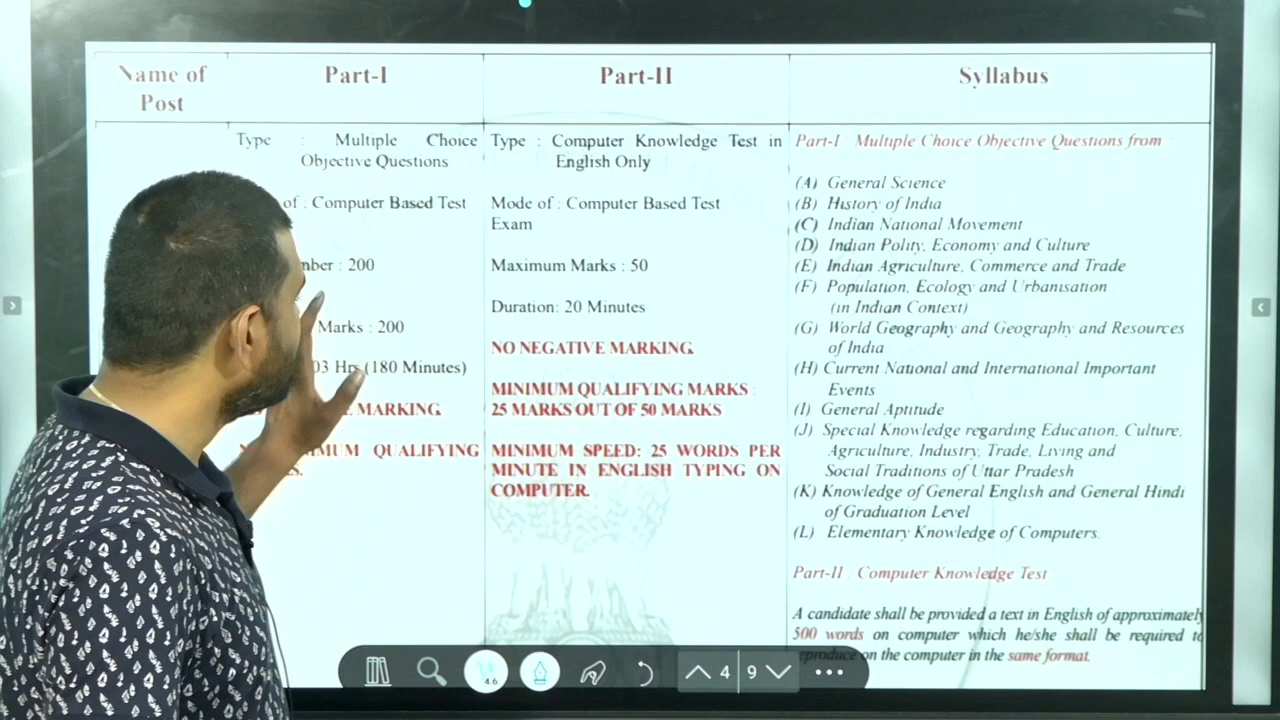 Name of
Post
Part-I
Part-II
Syllabus
Type : Multiple Choice
Objective Questions
of : Computer Based Test
: 200
Marks : 200
03 Hrs (180 Minutes)
MARKING.
QUALIFYING
Type : Computer Knowledge Test in
English Only
Mode of : Computer Based Test
Exam
Maximum Marks : 50
Duration: 20 Minutes
NO NEGATIVE MARKING.
MINIMUM QUALIFYING MARKS :
25 MARKS OUT OF 50 MARKS
MINIMUM SPEED: 25 WORDS PER
MINUTE IN ENGLISH TYPING ON
COMPUTER.
Part-I : Multiple Choice Objective Questions from :
(A) General Science
(B) History of India
(C) Indian National Movement
(D) Indian Polity, Economy and Culture
(E) Indian Agriculture, Commerce and Trade
(F) Population, Ecology and Urbanisation
(in Indian Context)
(G) World Geography and Geography and Resources
of India
(H) Current National and International Important
Events
(I) General Aptitude
(J) Special Knowledge regarding Education, Culture,
Agriculture, Industry, Trade, Living and
Social Traditions of Uttar Pradesh
(K) Knowledge of General English and General Hindi
of Graduation Level
(L) Elementary Knowledge of Computers.
Part-II : Computer Knowledge Test
A candidate shall be provided a text in English of approximately
500 words on computer which he/she shall be required to
reproduce on the computer in the same format.
4.6
4 9